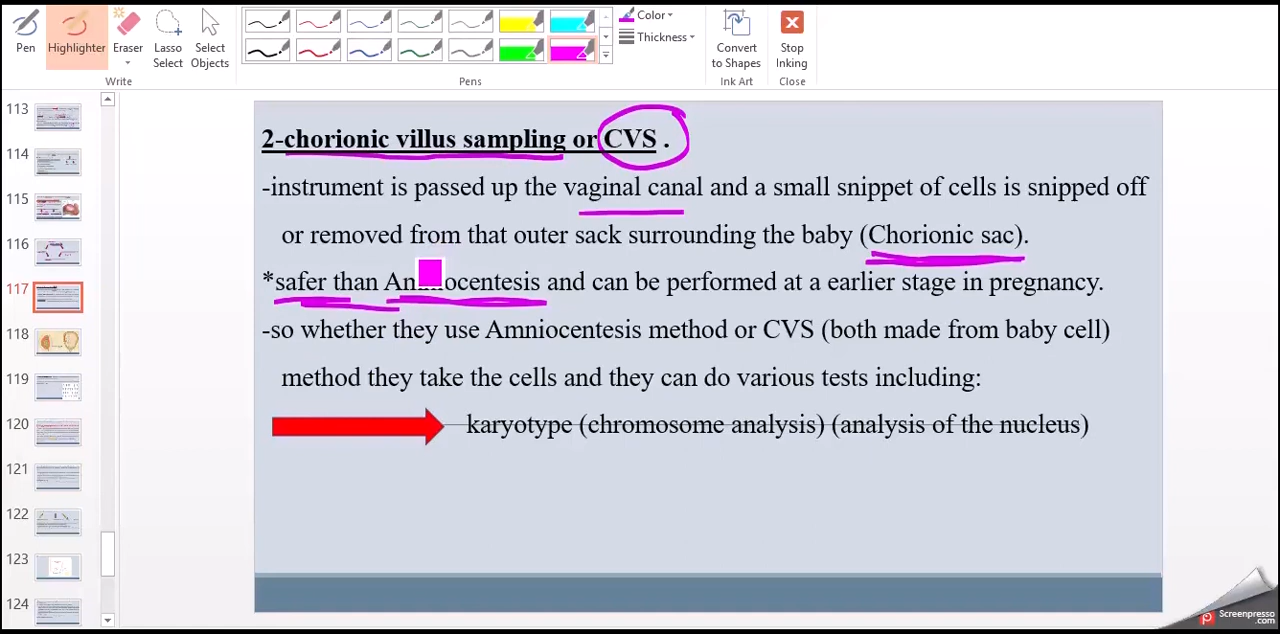 Color
Thickness
Pen
Highlighter
Eraser
Lasso Select
Select Objects
Convert to Shapes
Stop Inking
Write
Pens
Ink Art
Close
113
114
115
116
117
118
119
120
121
122
123
124
2-chorionic villus sampling or CVS .
-instrument is passed up the vaginal canal and a small snippet of cells is snipped off
or removed from that outer sack surrounding the baby (Chorionic sac).
*safer than Amniocentesis and can be performed at a earlier stage in pregnancy.
-so whether they use Amniocentesis method or CVS (both made from baby cell)
method they take the cells and they can do various tests including:
karyotype (chromosome analysis) (analysis of the nucleus)
Screenpresso
.com